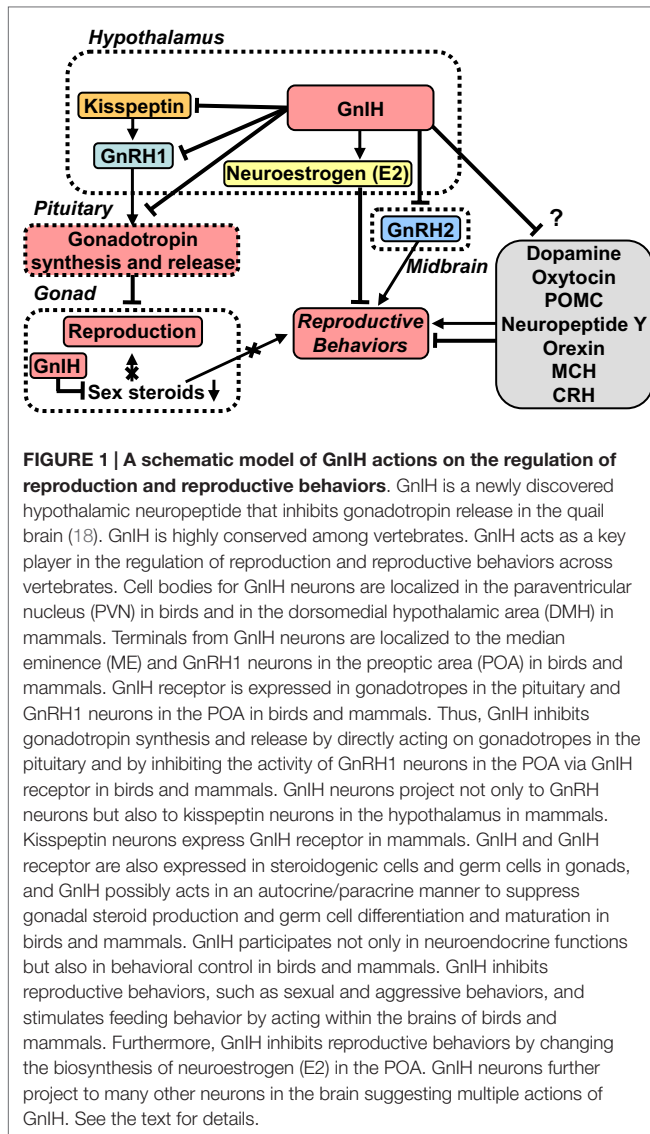 Hypothalamus
Kisspeptin
GnIH
GnRH1
Neuroestrogen (E2)
Pituitary
GnRH2
?
Gonadotropin
synthesis and release
Midbrain
Dopamine
Oxytocin
POMC
Neuropeptide Y
Orexin
MCH
CRH
Gonad
Reproduction
Reproductive
Behaviors
GnIH
Sex steroids
FIGURE 1 | A schematic model of GnIH actions on the regulation of
reproduction and reproductive behaviors. GnIH is a newly discovered
hypothalamic neuropeptide that inhibits gonadotropin release in the quail
brain (18). GnIH is highly conserved among vertebrates. GnIH acts as a key
player in the regulation of reproduction and reproductive behaviors across
vertebrates. Cell bodies for GnIH neurons are localized in the paraventricular
nucleus (PVN) in birds and in the dorsomedial hypothalamic area (DMH) in
mammals. Terminals from GnIH neurons are localized to the median
eminence (ME) and GnRH1 neurons in the preoptic area (POA) in birds and
mammals. GnIH receptor is expressed in gonadotropes in the pituitary and
GnRH1 neurons in the POA in birds and mammals. Thus, GnIH inhibits
gonadotropin synthesis and release by directly acting on gonadotropes in the
pituitary and by inhibiting the activity of GnRH1 neurons in the POA via GnIH
receptor in birds and mammals. GnIH neurons project not only to GnRH
neurons but also to kisspeptin neurons in the hypothalamus in mammals.
Kisspeptin neurons express GnIH receptor in mammals. GnIH and GnIH
receptor are also expressed in steroidogenic cells and germ cells in gonads,
and GnIH possibly acts in an autocrine/paracrine manner to suppress
gonadal steroid production and germ cell differentiation and maturation in
birds and mammals. GnIH participates not only in neuroendocrine functions
but also in behavioral control in birds and mammals. GnIH inhibits
reproductive behaviors, such as sexual and aggressive behaviors, and
stimulates feeding behavior by acting within the brains of birds and
mammals. Furthermore, GnIH inhibits reproductive behaviors by changing
the biosynthesis of neuroestrogen (E2) in the POA. GnIH neurons further
project to many other neurons in the brain suggesting multiple actions of
GnIH. See the text for details.